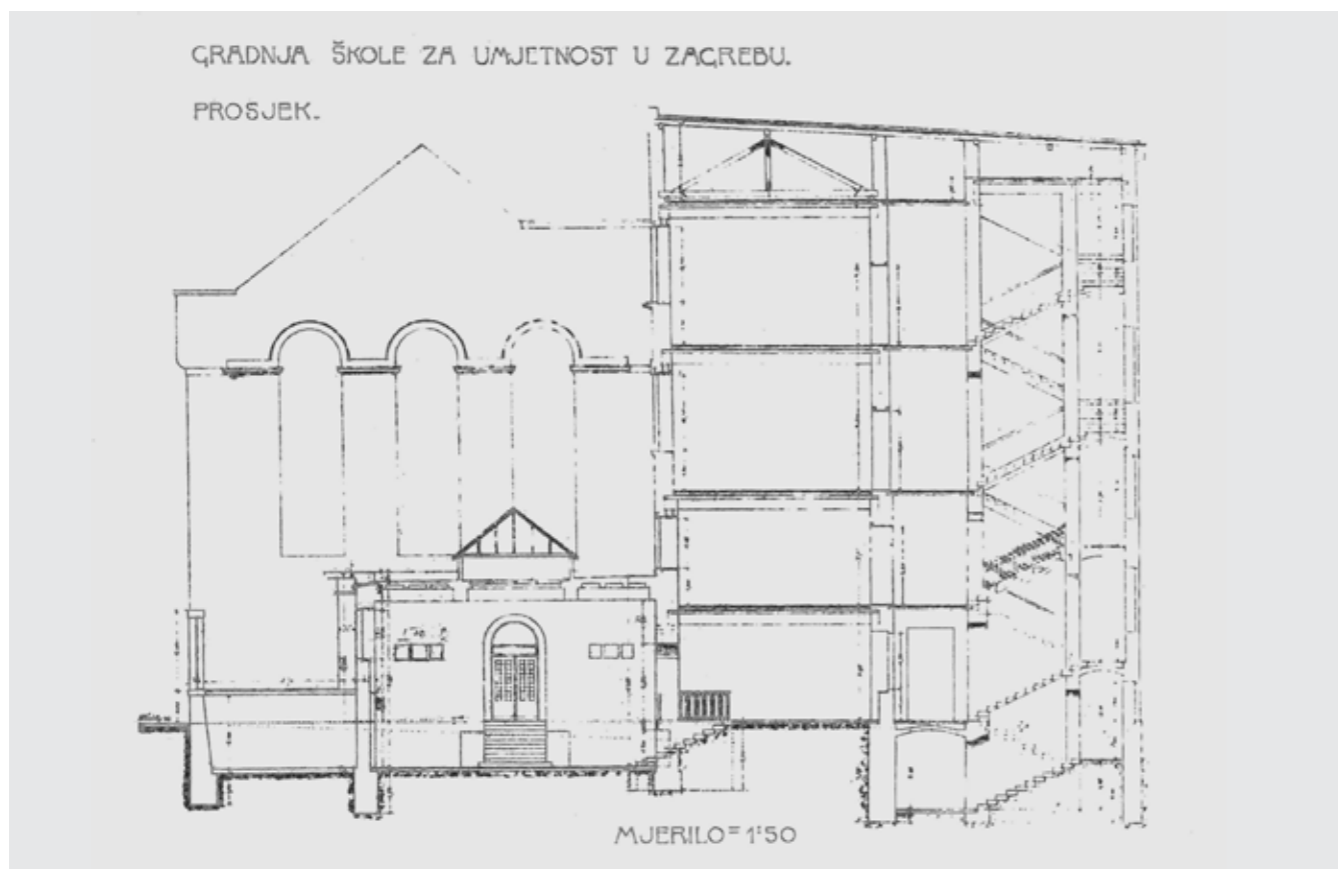 GRADNJA ŠKOLE ZA UMJETNOST U ZAGREBU.
PROSJEK.
MJERILO = 1:50